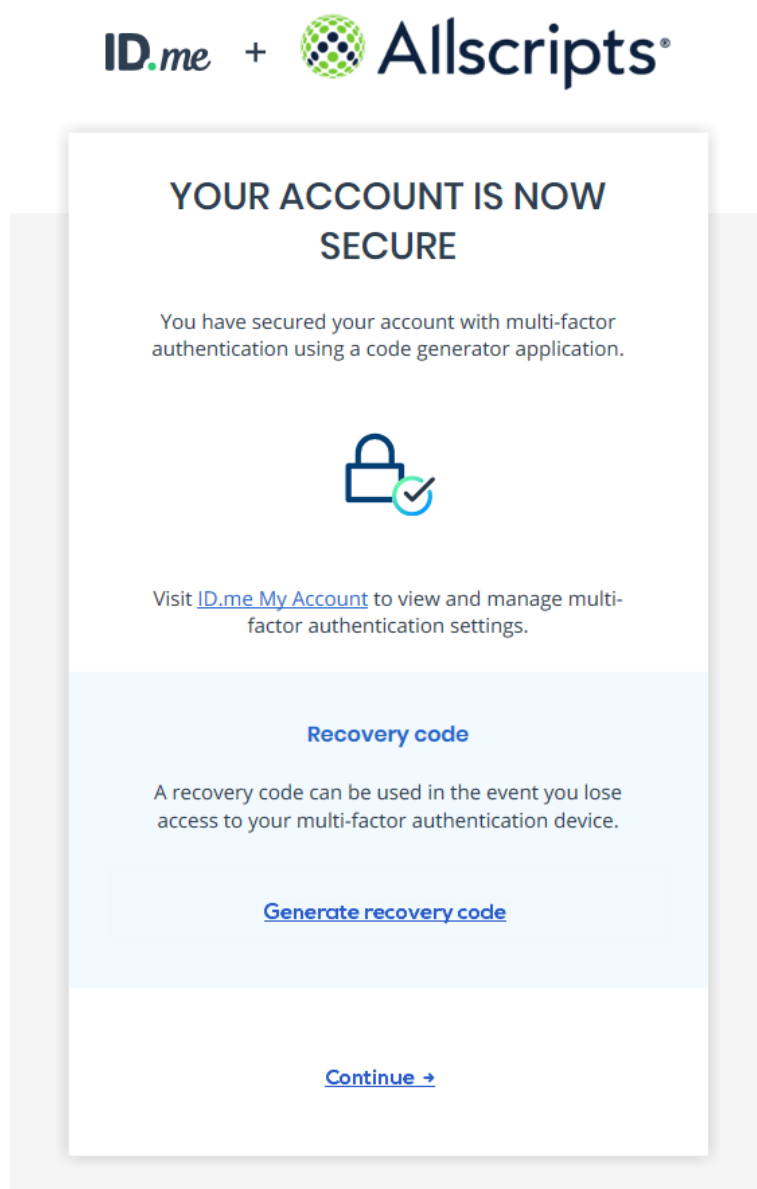 ID.me + Allscripts®
YOUR ACCOUNT IS NOW
SECURE
You have secured your account with multi-factor
authentication using a code generator application.
Visit ID.me My Account to view and manage multi-
factor authentication settings.
Recovery code
A recovery code can be used in the event you lose
access to your multi-factor authentication device.
Generate recovery code
Continue →